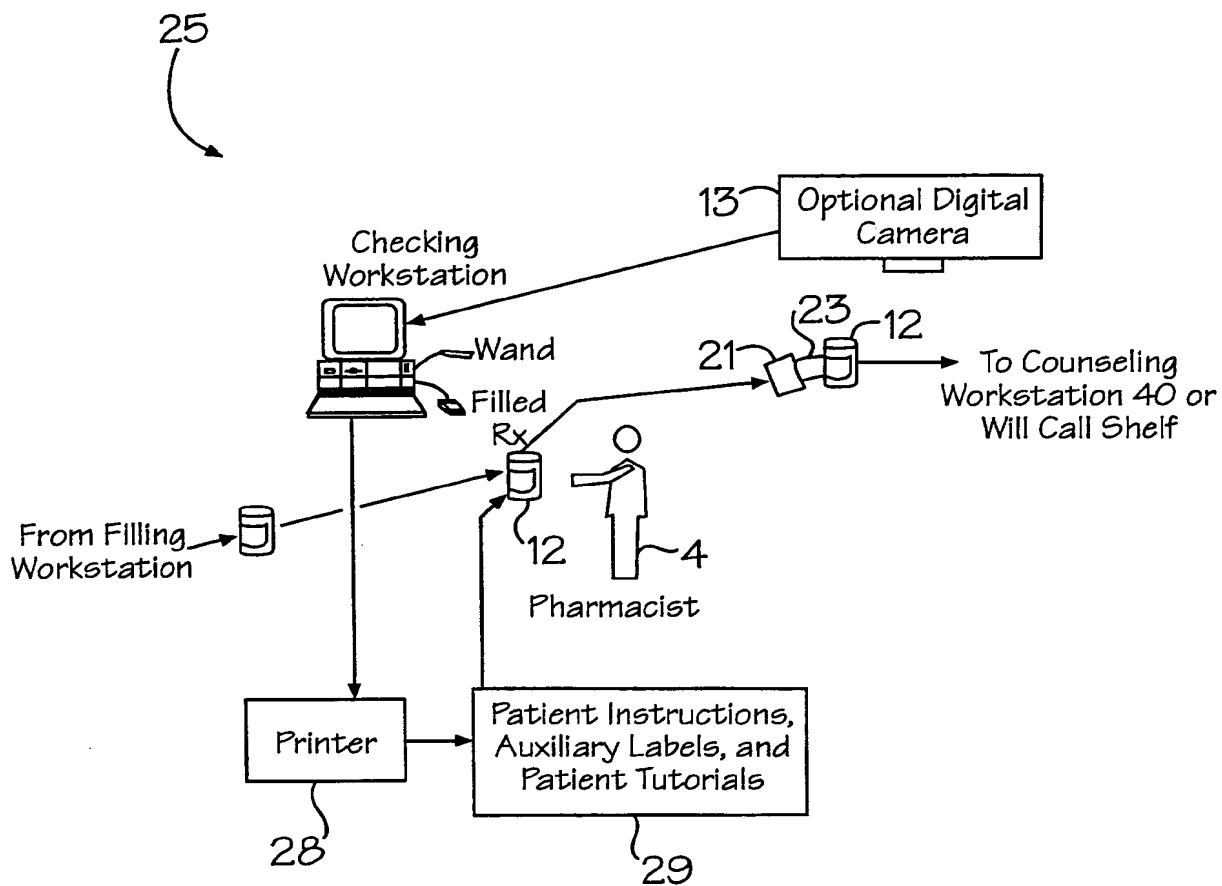 25
13
Optional Digital
Camera
Checking
Workstation
Wand
Filled
Rx
21
23
12
To Counseling
Workstation 40 or
Will Call Shelf
From Filling
Workstation
12
4
Pharmacist
Printer
Patient Instructions,
Auxiliary Labels, and
Patient Tutorials
28
29